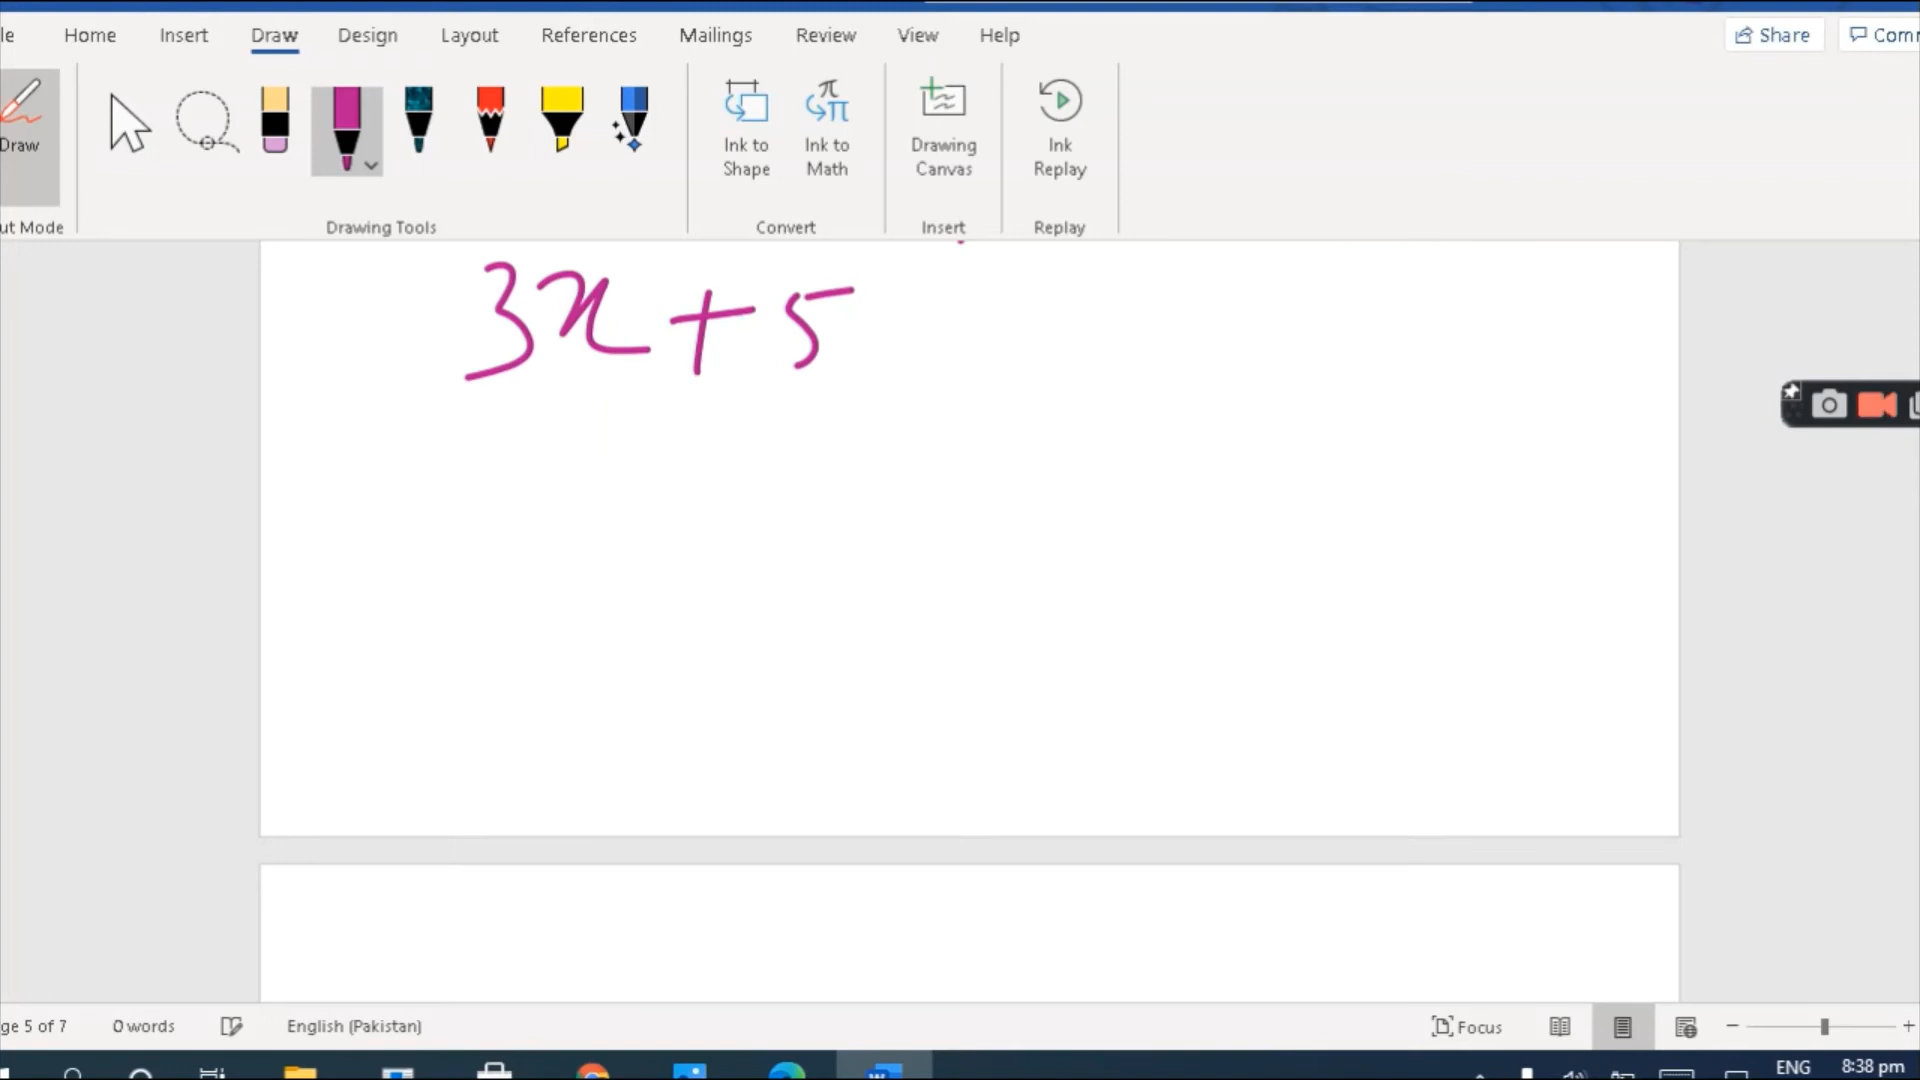 le Home Insert Draw Design Layout References Mailings Review View Help Share Comm
Draw Ink to Shape Ink to Math Drawing Canvas Ink Replay
ut Mode Drawing Tools Convert Insert Replay
3x + 5
ge 5 of 7 0 words English (Pakistan) Focus
ENG 8:38 pm